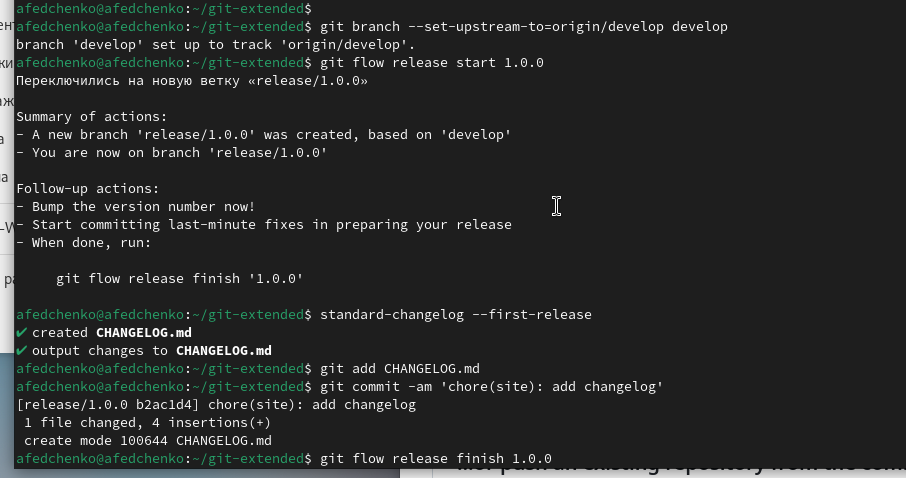 afedchenko@afedchenko:~/git-extended$
afedchenko@afedchenko:~/git-extended$ git branch --set-upstream-to=origin/develop develop
branch 'develop' set up to track 'origin/develop'.
afedchenko@afedchenko:~/git-extended$ git flow release start 1.0.0
Переключились на новую ветку «release/1.0.0»
Summary of actions:
- A new branch 'release/1.0.0' was created, based on 'develop'
- You are now on branch 'release/1.0.0'
Follow-up actions:
- Bump the version number now!
- Start committing last-minute fixes in preparing your release
- When done, run:
git flow release finish '1.0.0'
afedchenko@afedchenko:~/git-extended$ standard-changelog --first-release
✔ created CHANGELOG.md
✔ output changes to CHANGELOG.md
afedchenko@afedchenko:~/git-extended$ git add CHANGELOG.md
afedchenko@afedchenko:~/git-extended$ git commit -am 'chore(site): add changelog'
[release/1.0.0 b2ac1d4] chore(site): add changelog
1 file changed, 4 insertions(+)
create mode 100644 CHANGELOG.md
afedchenko@afedchenko:~/git-extended$ git flow release finish 1.0.0